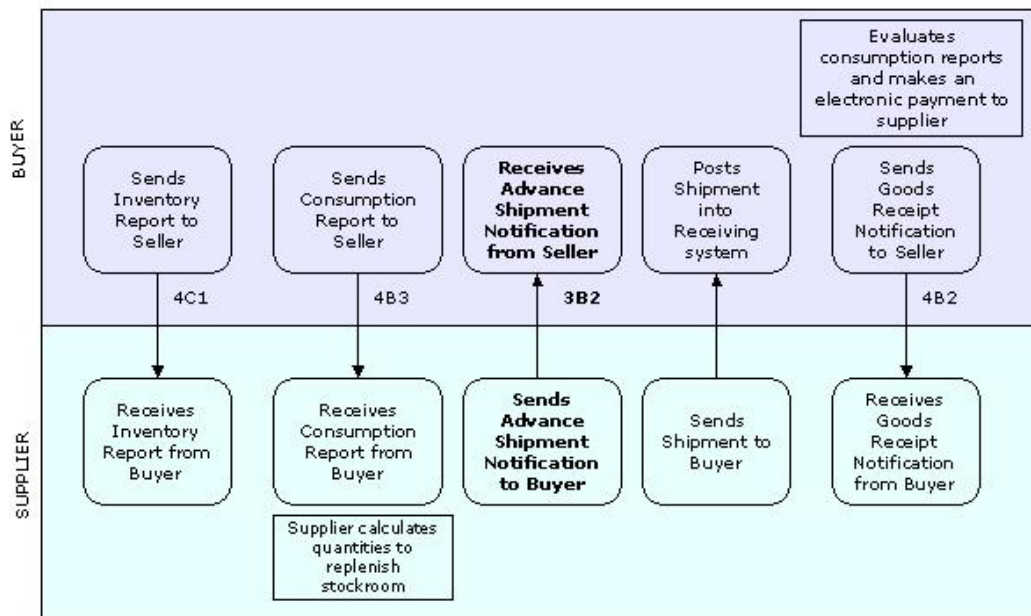 BUYER
Evaluates
consumption reports
and makes an
electronic payment to
supplier
Sends
Inventory
Report to
Seller
Sends
Consumption
Report to
Seller
Receives
Advance
Shipment
Notification
from Seller
Posts
Shipment
into
Receiving
system
Sends
Goods
Receipt
Notification
to Seller
4C1
4B3
3B2
4B2
SUPPLIER
Receives
Inventory
Report from
Buyer
Receives
Consumption
Report from
Buyer
Sends
Advance
Shipment
Notification
to Buyer
Sends
Shipment to
Buyer
Receives
Goods
Receipt
Notification
from Buyer
Supplier calculates
quantities to
replenish
stockroom